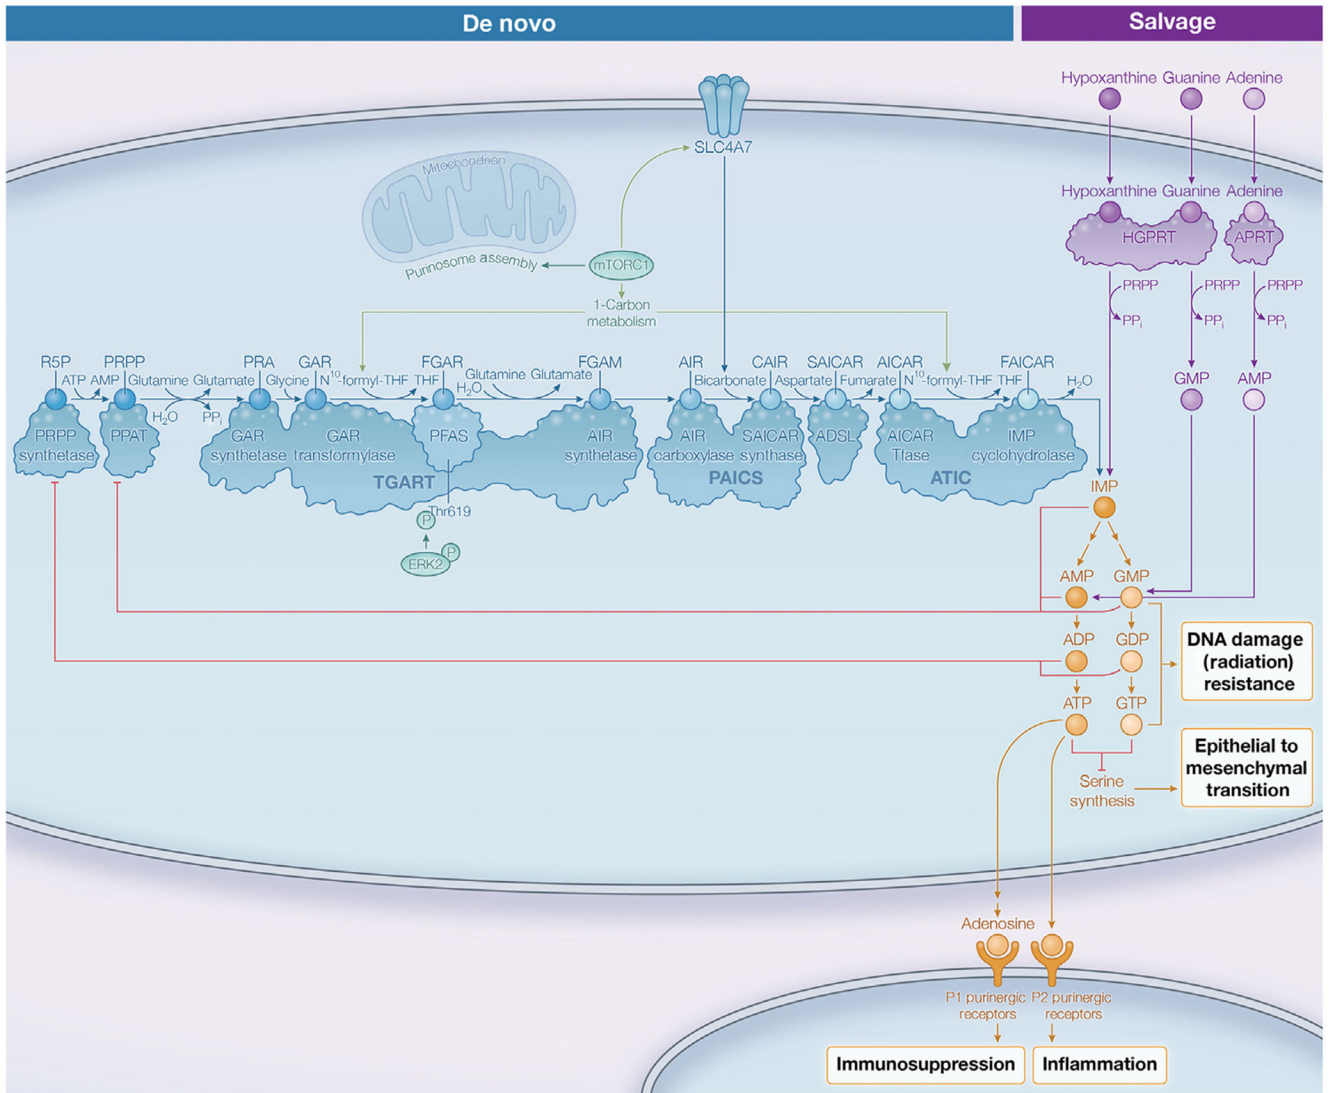 De novo
Salvage
Hypoxanthine Guanine Adenine
SLC4A7
Mitochondrion
Purinosome assembly
mTORC1
1-Carbon
metabolism
Hypoxanthine Guanine Adenine
HGPRT
APRT
PRPP PRPP PRPP
PPi PPi PPi
GMP AMP
R5P PRPP PRA GAR FGAR FGAM AIR CAIR SAICAR AICAR FAICAR
ATP AMP Glutamine Glutamate Glycine N10-formyl-THF THF H2O Glutamine Glutamate Bicarbonate Aspartate Fumarate N10-formyl-THF THF H2O
H2O PPi
PRPP
synthetase
PPAT
GAR
synthetase
GAR
transformylase
PFAS
AIR
synthetase
TGART
AIR
carboxylase
SAICAR
synthase
PAICS
ADSL
AICAR
Tfase
IMP
cyclohydrolase
ATIC
Thr619
P
ERK2
P
IMP
AMP GMP
ADP GDP
ATP GTP
DNA damage
(radiation)
resistance
Serine
synthesis
Epithelial to
mesenchymal
transition
Adenosine
P1 purinergic
receptors
P2 purinergic
receptors
Immunosuppression
Inflammation